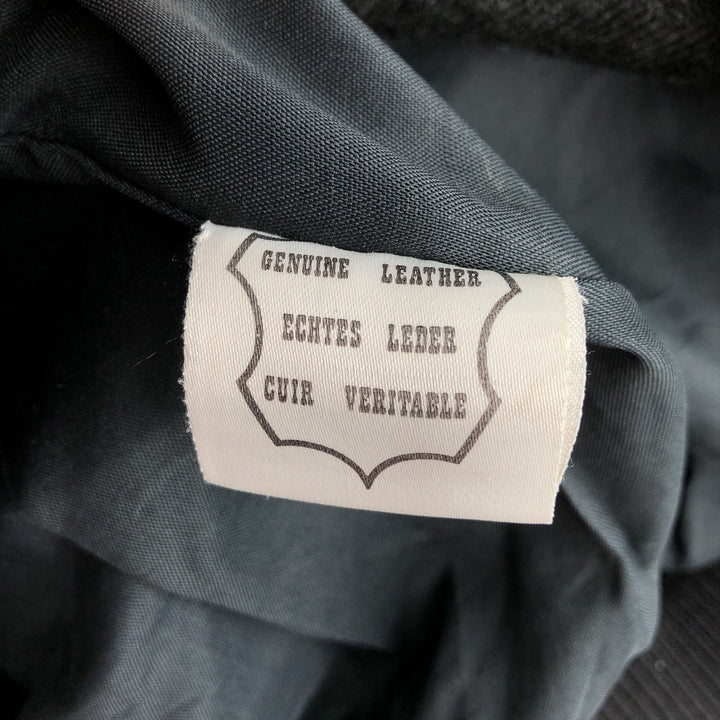 GENUINE LEATHER
ECHTES LEDER
CUIR VERITABLE